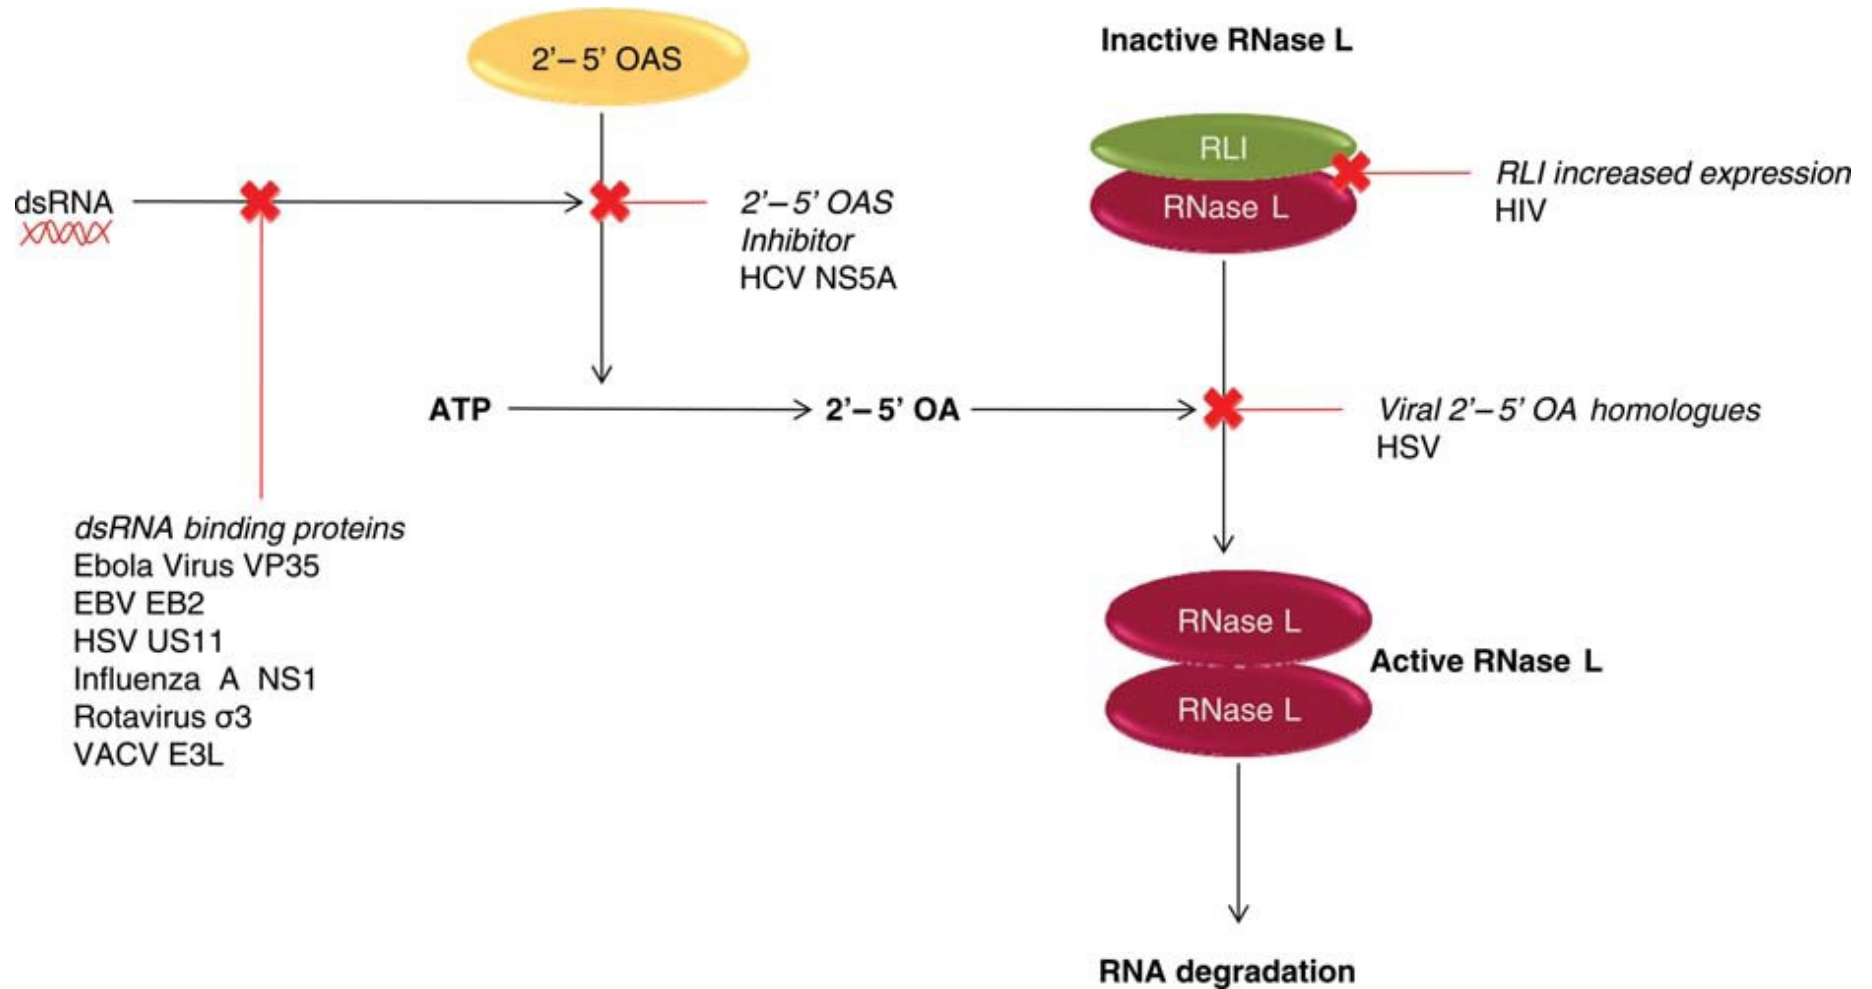 2’– 5’ OAS
Inactive RNase L
RLI
RNase L
RLI increased expression
HIV
dsRNA
2’– 5’ OAS
Inhibitor
HCV NS5A
ATP
2’– 5’ OA
Viral 2’– 5’ OA homologues
HSV
dsRNA binding proteins
Ebola Virus VP35
EBV EB2
HSV US11
Influenza A NS1
Rotavirus σ3
VACV E3L
RNase L
Active RNase L
RNase L
RNA degradation